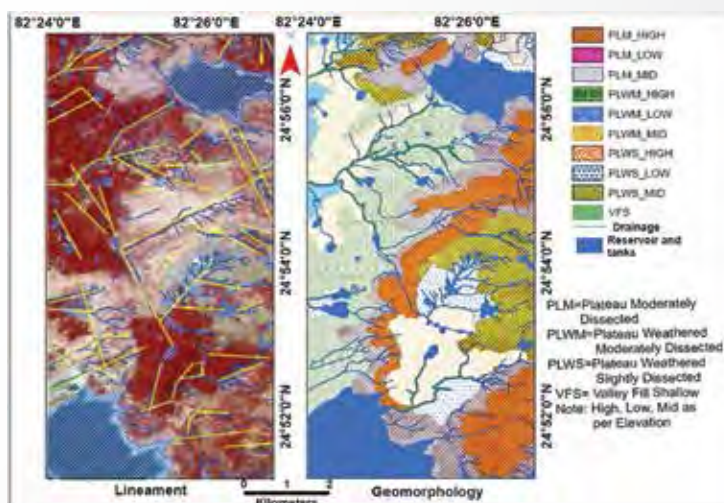 82°24'0"E
82°26'0"E
82°24'0"E
82°26'0"E
24°56'0"N
24°54'0"N
24°52'0"N
24°56'0"N
24°54'0"N
24°52'0"N
PLM_HIGH
PLM_LOW
PLM_MID
PLWM_HIGH
PLWM_LOW
PLWM_MID
PLWS_HIGH
PLWS_LOW
PLWS_MID
VFS
Drainage
Reservoir and
tanks
PLM=Plateau Moderately
Dissected
PLWM=Plateau Weathered
Moderately Dissected
PLWS=Plateau Weathered
Slightly Dissected
VFS= Valley Fill Shallow
Note: High, Low, Mid as
per Elevation
Lineament
0 1 2
Kilometers
Geomorphology